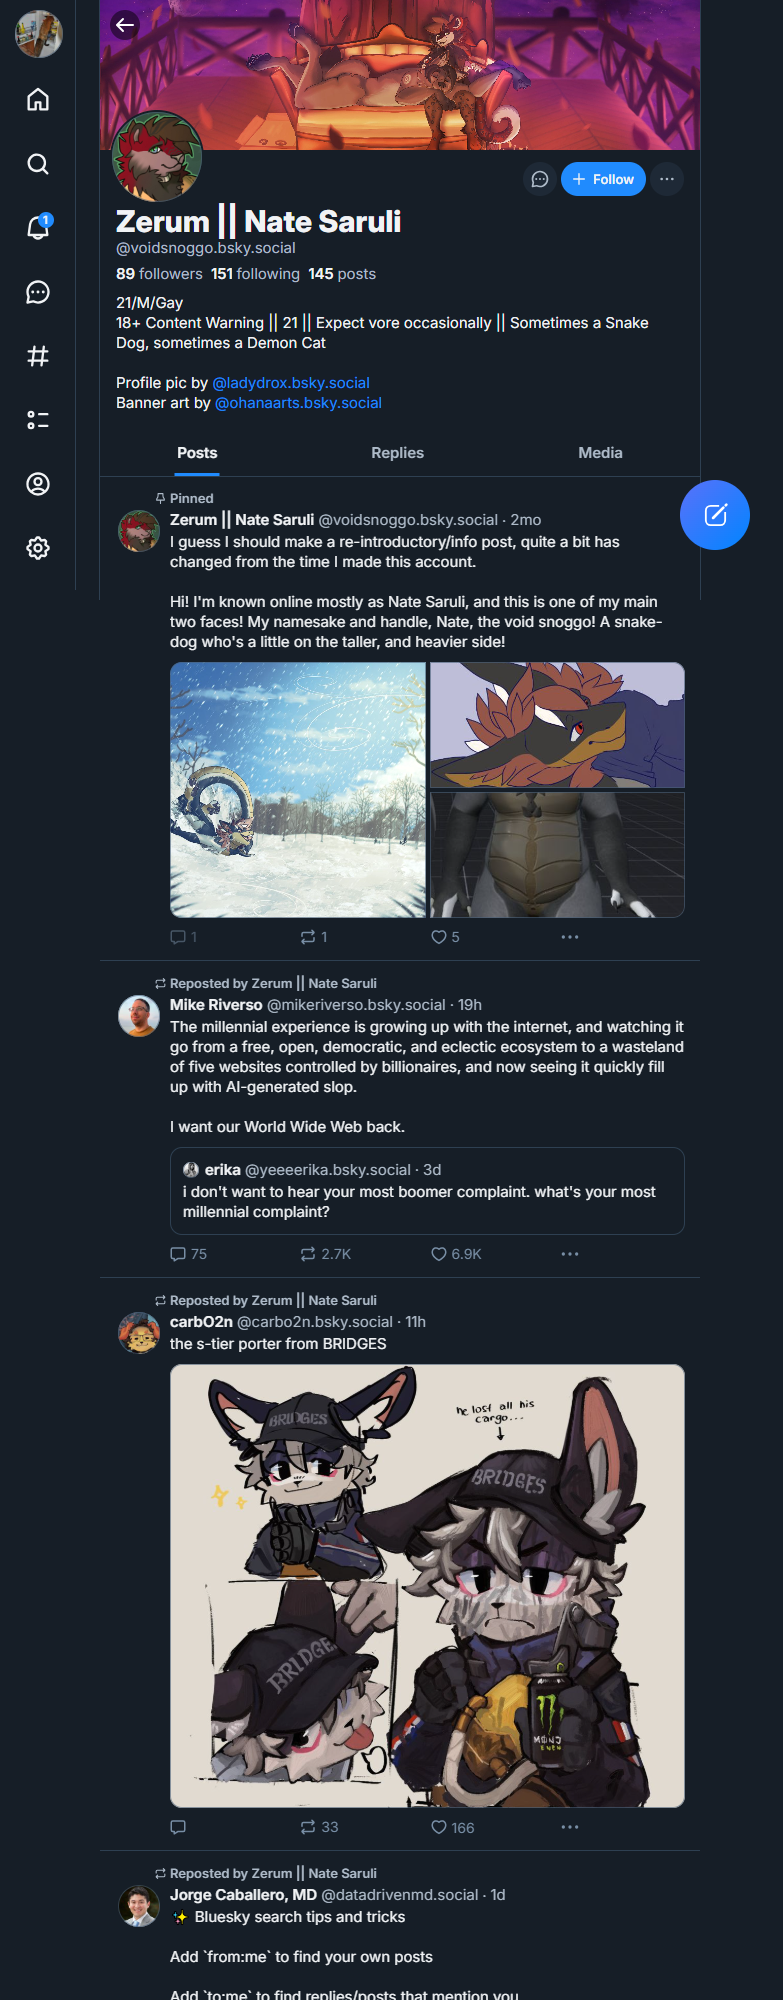 1
Follow
Zerum || Nate Saruli
@voidsnoggo.bsky.social
89 followers 151 following 145 posts
21/M/Gay
18+ Content Warning || 21 || Expect vore occasionally || Sometimes a Snake
Dog, sometimes a Demon Cat
Profile pic by @ladydrox.bsky.social
Banner art by @ohanaarts.bsky.social
Posts Replies Media
Pinned
Zerum || Nate Saruli @voidsnoggo.bsky.social · 2mo
I guess I should make a re-introductory/info post, quite a bit has
changed from the time I made this account.
Hi! I'm known online mostly as Nate Saruli, and this is one of my main
two faces! My namesake and handle, Nate, the void snoggo! A snake-
dog who's a little on the taller, and heavier side!
1 1 5
Reposted by Zerum || Nate Saruli
Mike Riverso @mikeriverso.bsky.social · 19h
The millennial experience is growing up with the internet, and watching it
go from a free, open, democratic, and eclectic ecosystem to a wasteland
of five websites controlled by billionaires, and now seeing it quickly fill
up with AI-generated slop.
I want our World Wide Web back.
erika @yeeeerika.bsky.social · 3d
i don't want to hear your most boomer complaint. what's your most
millennial complaint?
75 2.7K 6.9K
Reposted by Zerum || Nate Saruli
carbO2n @carbo2n.bsky.social · 11h
the s-tier porter from BRIDGES
BRIDGES
he lost all his
cargo...
BRIDGES
BRIDGE
33 166
Reposted by Zerum || Nate Saruli
Jorge Caballero, MD @datadrivenmd.social · 1d
✨ Bluesky search tips and tricks
Add `from:me` to find your own posts
Add `to:me` to find replies/posts that mention you